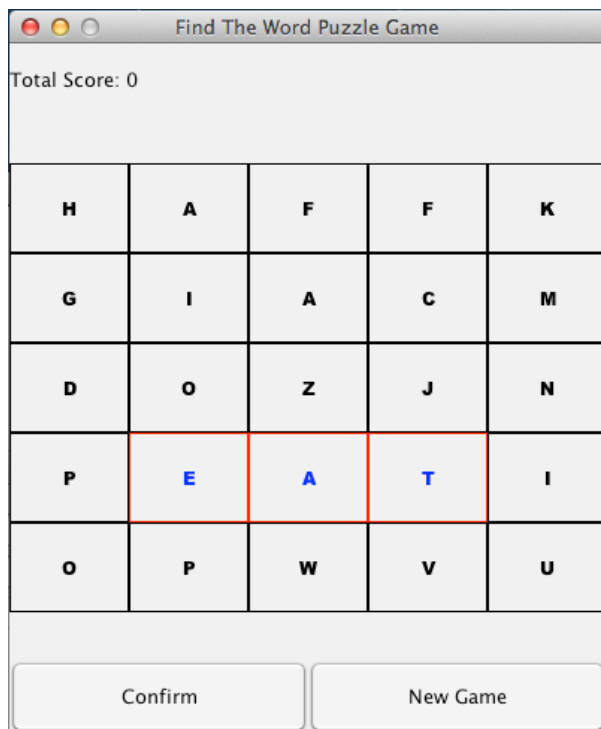 Find The Word Puzzle Game
Total Score: 0
H A F F K
G I A C M
D O Z J N
P E A T I
O P W V U
Confirm New Game